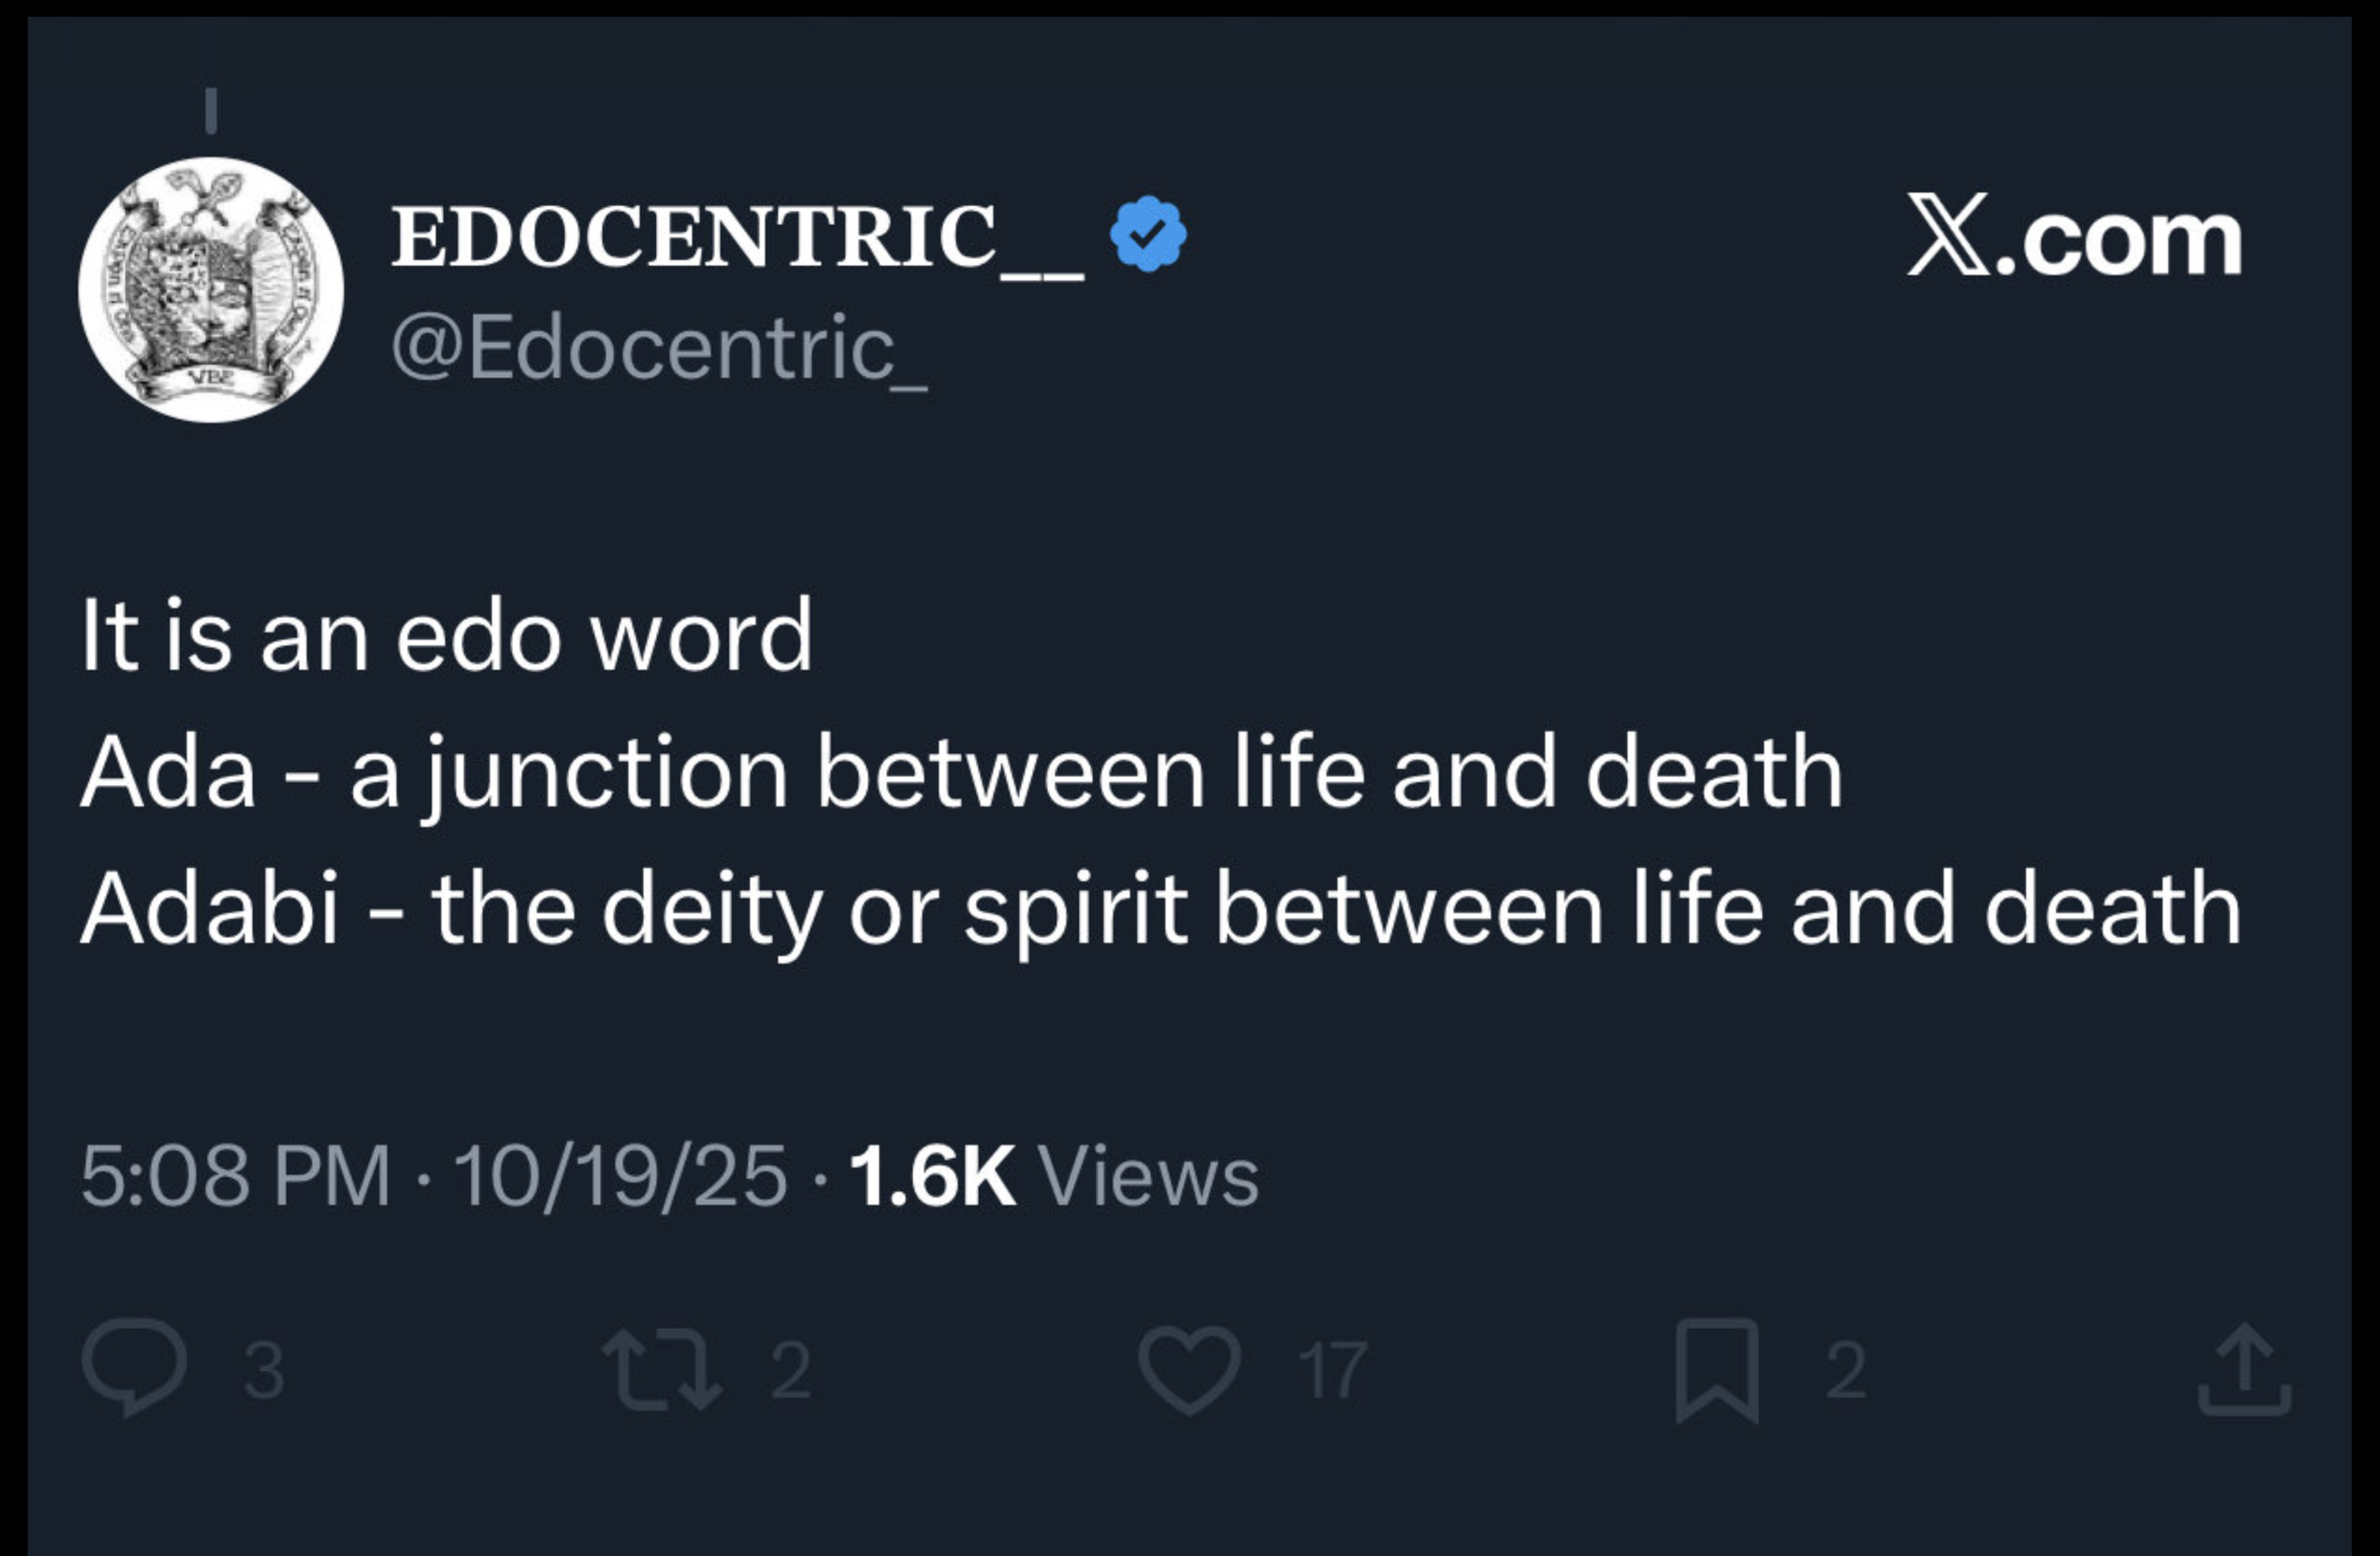 EDOCENTRIC__
X.com
@Edocentric_
It is an edo word
Ada - a junction between life and death
Adabi - the deity or spirit between life and death
5:08 PM · 10/19/25 · 1.6K Views
3 2 17 2